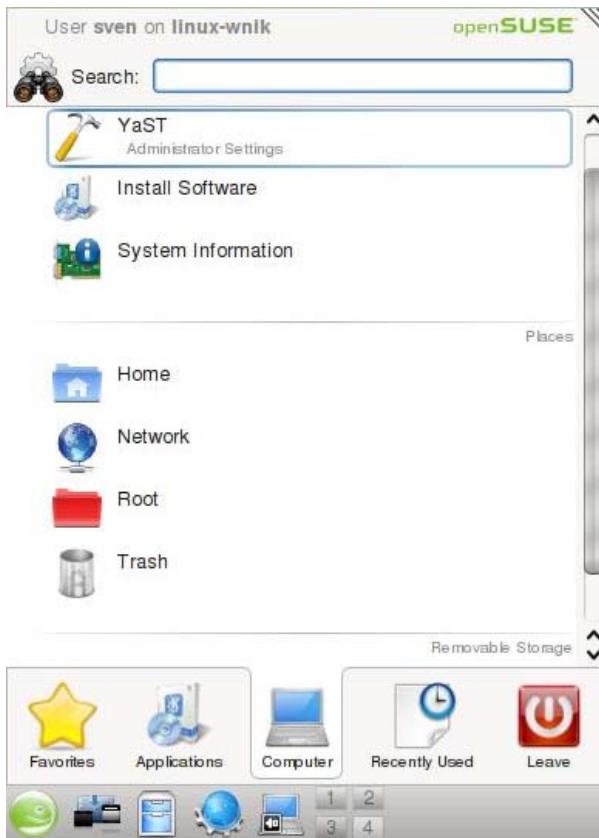 User sven on linux-wnik
openSUSE
Search:
YaST
Administrator Settings
Install Software
System Information
Places
Home
Network
Root
Trash
Removable Storage
Favorites
Applications
Computer
Recently Used
Leave
1 2
3 4